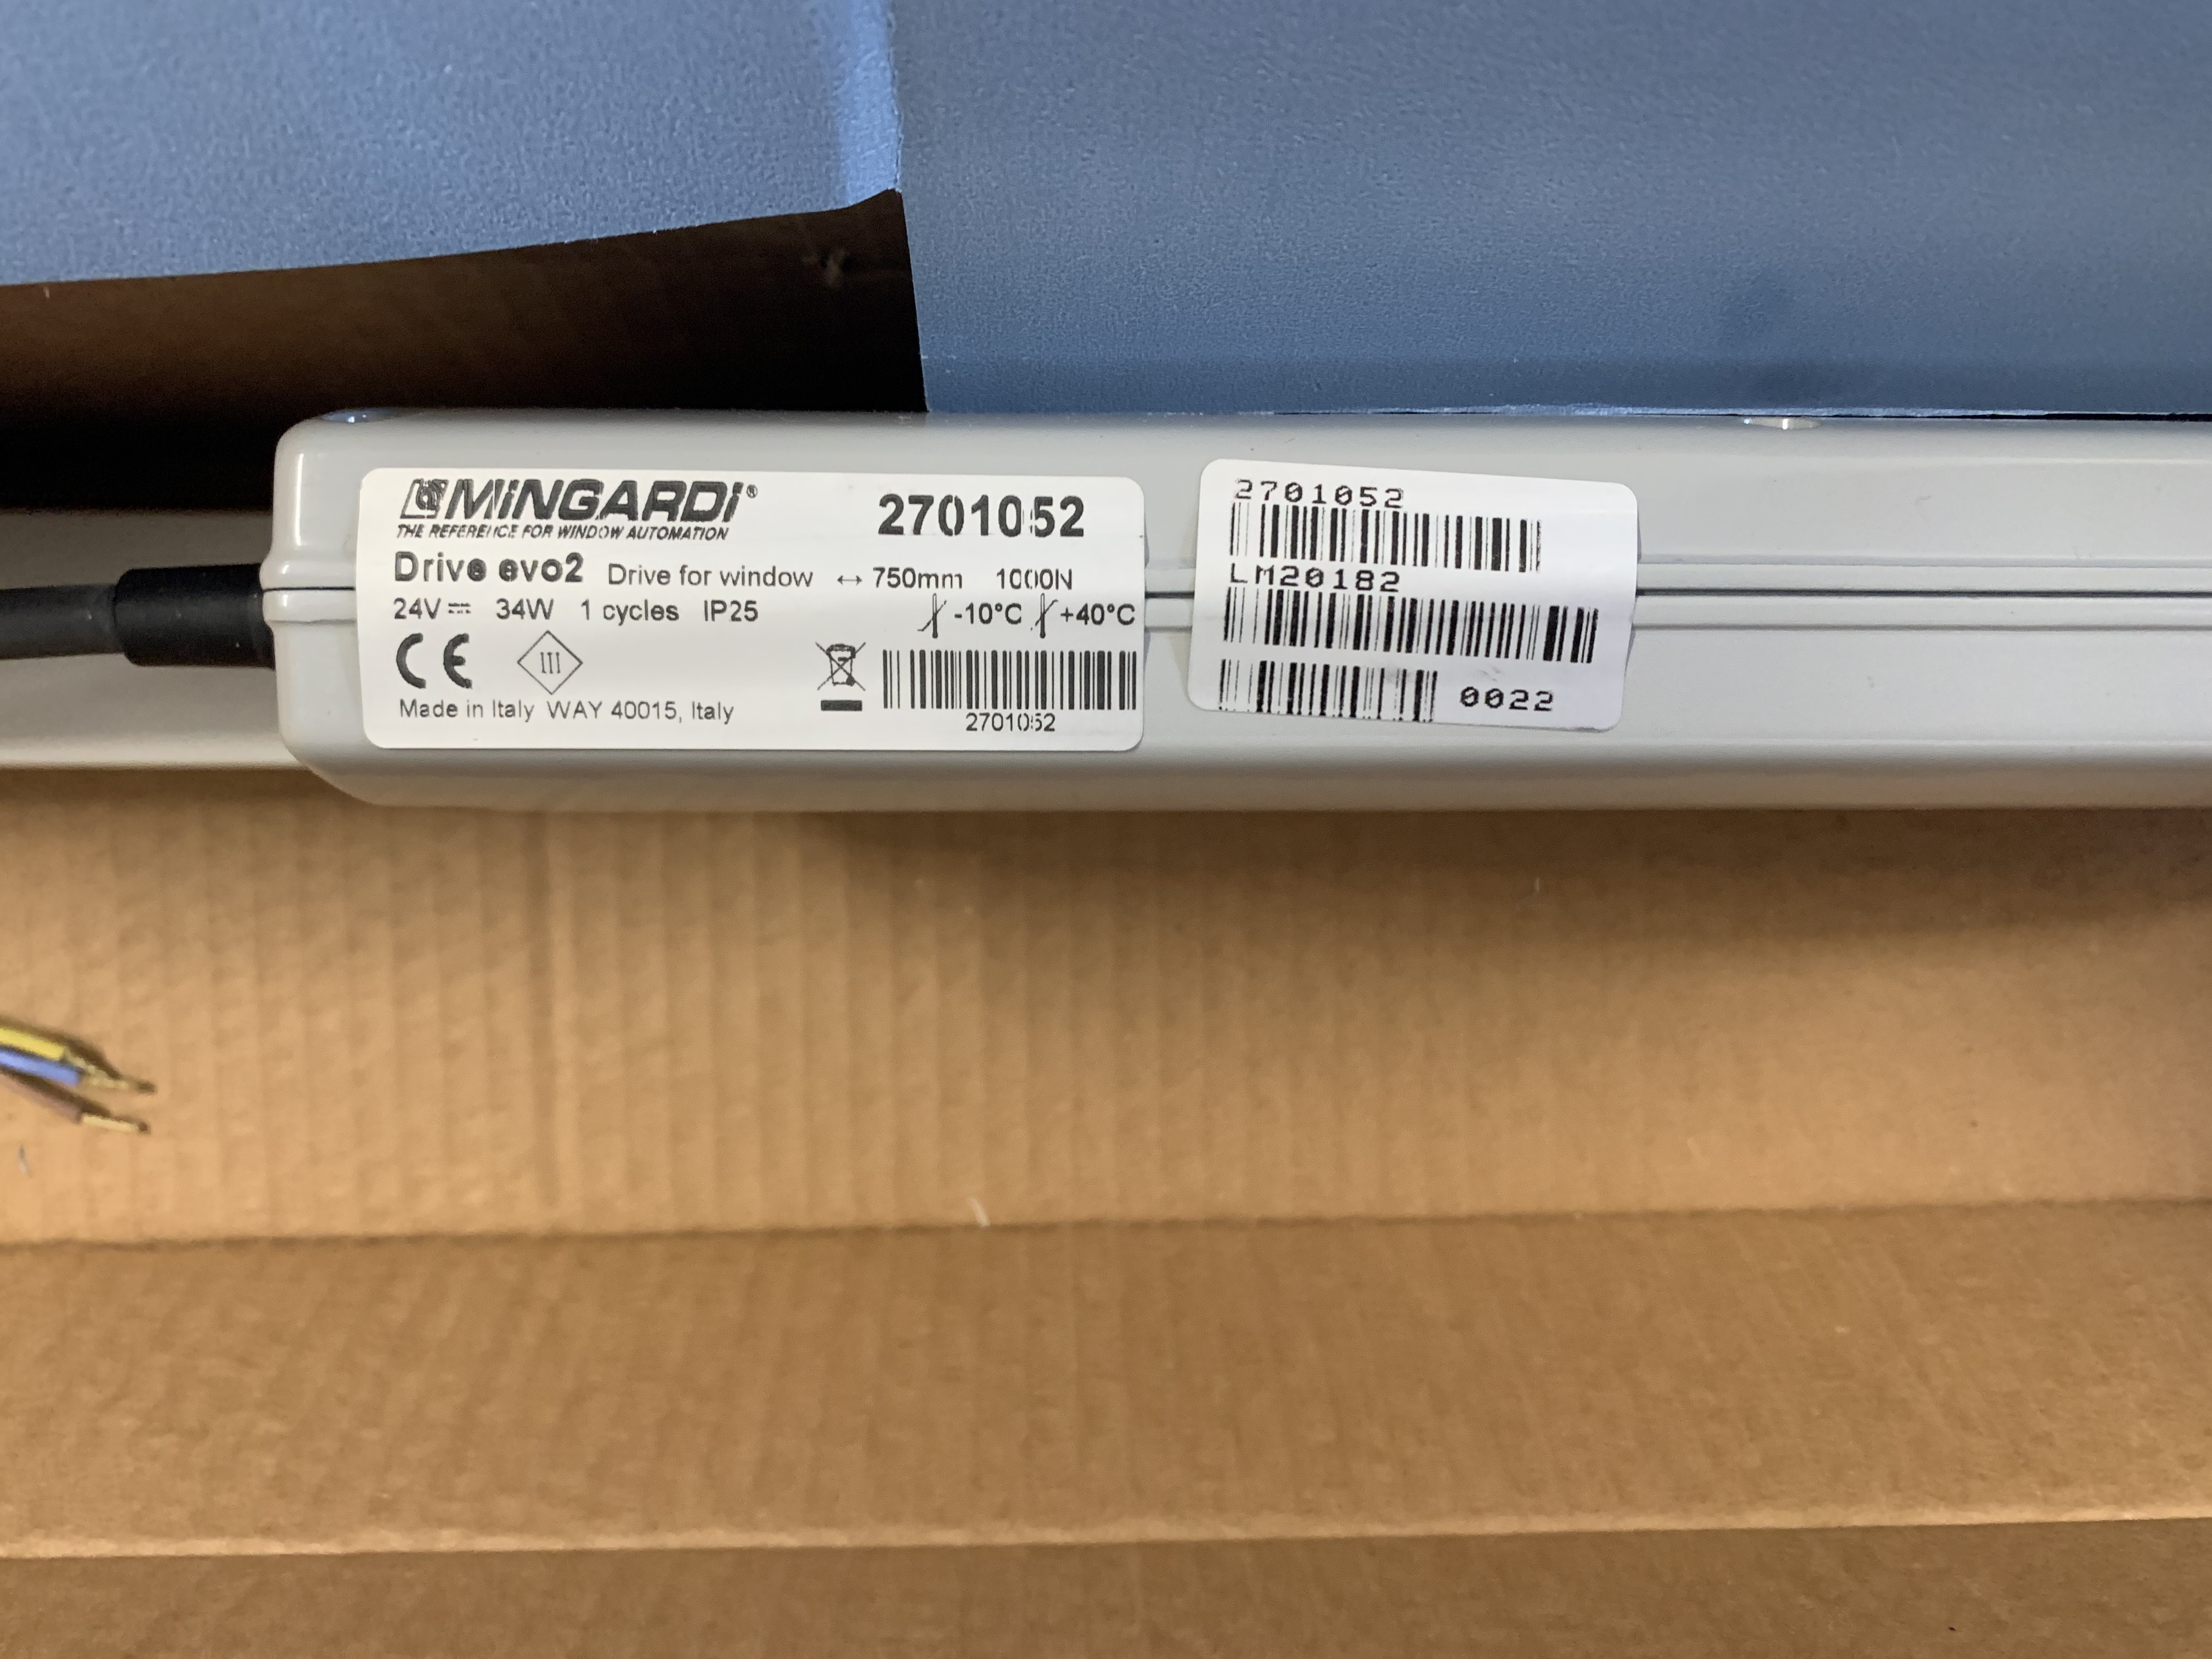 MiNGARDi®
THE REFERENCE FOR WINDOW AUTOMATION
2701052
Drive evo2 Drive for window ↔ 750mm 1000N
24V⎓ 34W 1 cycles IP25 -10°C +40°C
CE III
Made in Italy WAY 40015, Italy
2701052
2701052
LM20182
0022